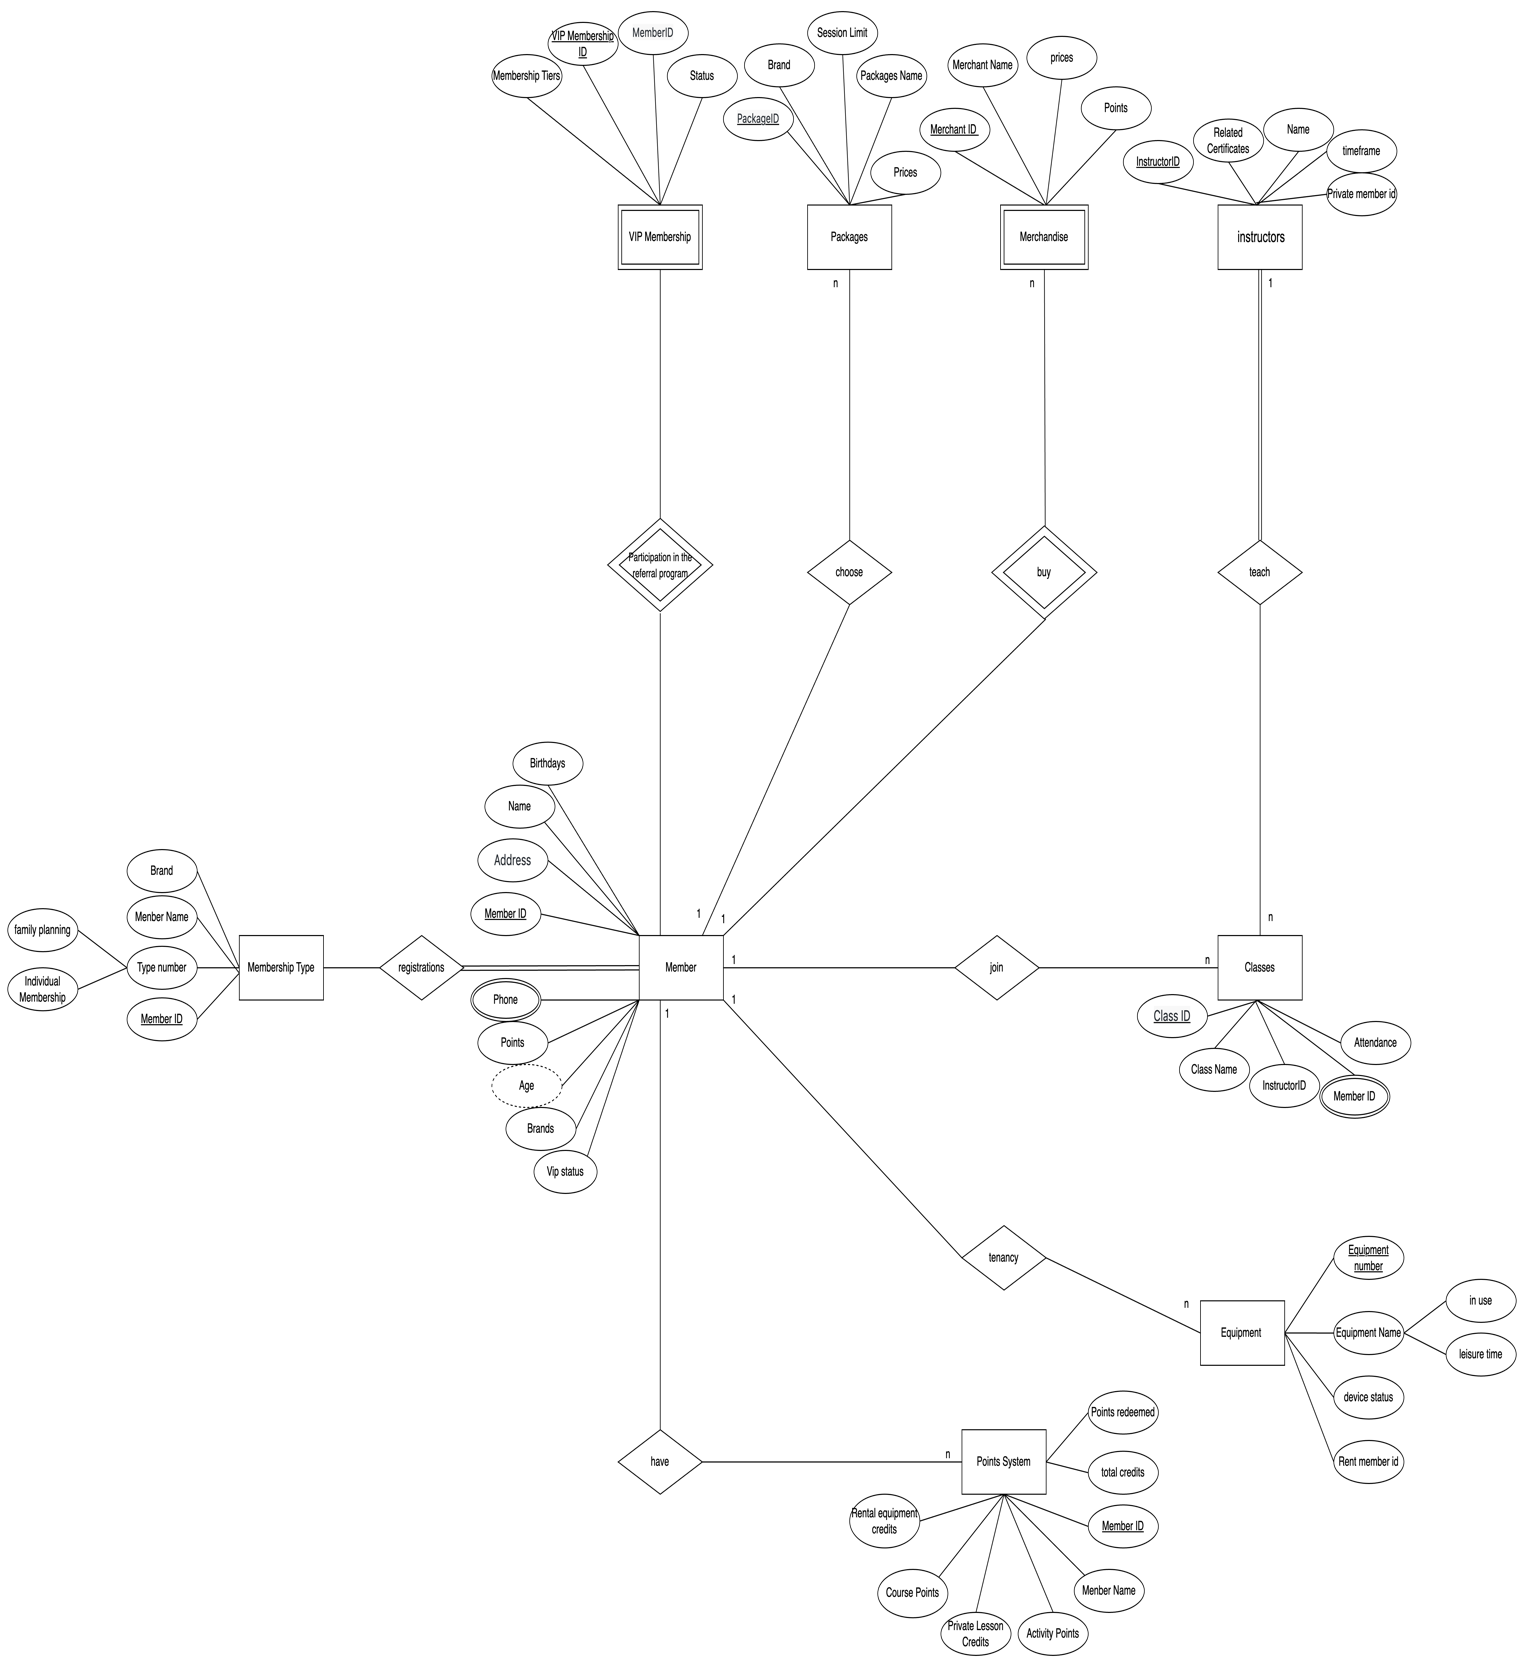 VIP Membership
ID
MemberID
Membership Tiers
Status
Session Limit
Brand
Packages Name
PackageID
Prices
Merchant Name
prices
Merchant ID
Points
Related
Certificates
Name
timeframe
InstructorID
Private member id
VIP Membership
Packages
Merchandise
instructors
n
n
1
Participation in the
referral program
choose
buy
teach
Birthdays
Name
Address
Member ID
1
1
n
Brand
Menber Name
family planning
Type number
Individual
Membership
Member ID
Membership Type
registrations
Member
1
join
n
Classes
Phone
1
1
Points
Age
Brands
Vip status
Class ID
Class Name
InstructorID
Member ID
Attendance
tenancy
n
Equipment
Equipment
number
Equipment Name
in use
leisure time
device status
Rent member id
have
n
Points System
Points redeemed
total credits
Member ID
Menber Name
Activity Points
Private Lesson
Credits
Course Points
Rental equipment
credits